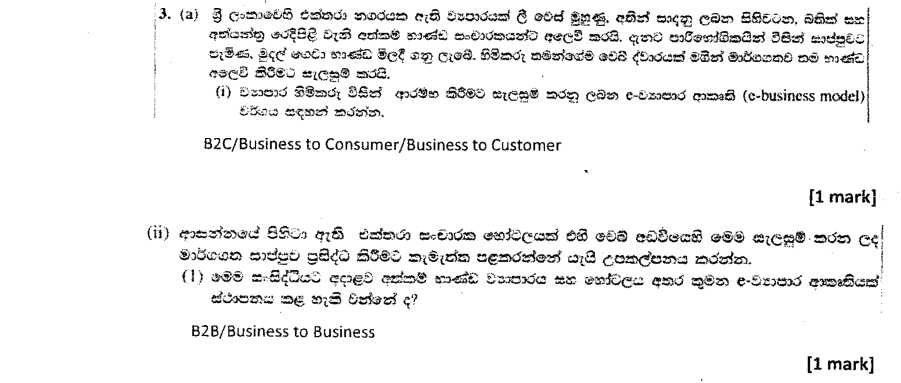 3. (a) ශ්‍රී ලංකාවෙහි එක්තරා නගරයක ඇති ව්‍යාපාරයක් ලී වෙස් මුහුණු, අතින් සාදනු ලබන සිහිවටන, බතික් සහ
අත්යන්ත්‍ර රෙදිපිළි වැනි අත්කම් භාණ්ඩ සංචාරකයන්ට අලෙවි කරයි. දැනට පාරිභෝගිකයින් විසින් සාප්පුවට
පැමිණ, මුදල් ගෙවා භාණ්ඩ මිලදී ගනු ලැබේ. හිමිකරු තමන්ගේම වෙබ් ද්වාරයක් මගින් මාර්ගගතව තම භාණ්ඩ
අලෙවි කිරීමට සැලසුම් කරයි.
(i) ව්‍යාපාර හිමිකරු විසින් ආරම්භ කිරීමට සැලසුම් කරනු ලබන e-ව්‍යාපාර ආකෘති (e-business model)
වර්ගය සඳහන් කරන්න.
B2C/Business to Consumer/Business to Customer
[1 mark]
(ii) ආසන්නයේ පිහිටා ඇති එක්තරා සංචාරක හෝටලයක් එහි වෙබ් අඩවියෙහි මෙම සැලසුම් කරන ලද
මාර්ගගත සාප්පුව ප්‍රසිද්ධ කිරීමට කැමැත්ත පළකරන්නේ යැයි උපකල්පනය කරන්න.
(1) මෙම සංසිද්ධියට අදාළව අත්කම් භාණ්ඩ ව්‍යාපාරය සහ හෝටලය අතර කුමන e-ව්‍යාපාර ආකෘතියක්
ස්ථාපනය කළ හැකි වන්නේ ද?
B2B/Business to Business
[1 mark]